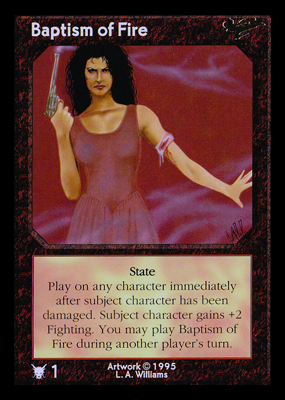 Baptism of Fire
State
Play on any character immediately
after subject character has been
damaged. Subject character gains +2
Fighting. You may play Baptism of
Fire during another player's turn.
1
Artwork © 1995
L. A. Williams